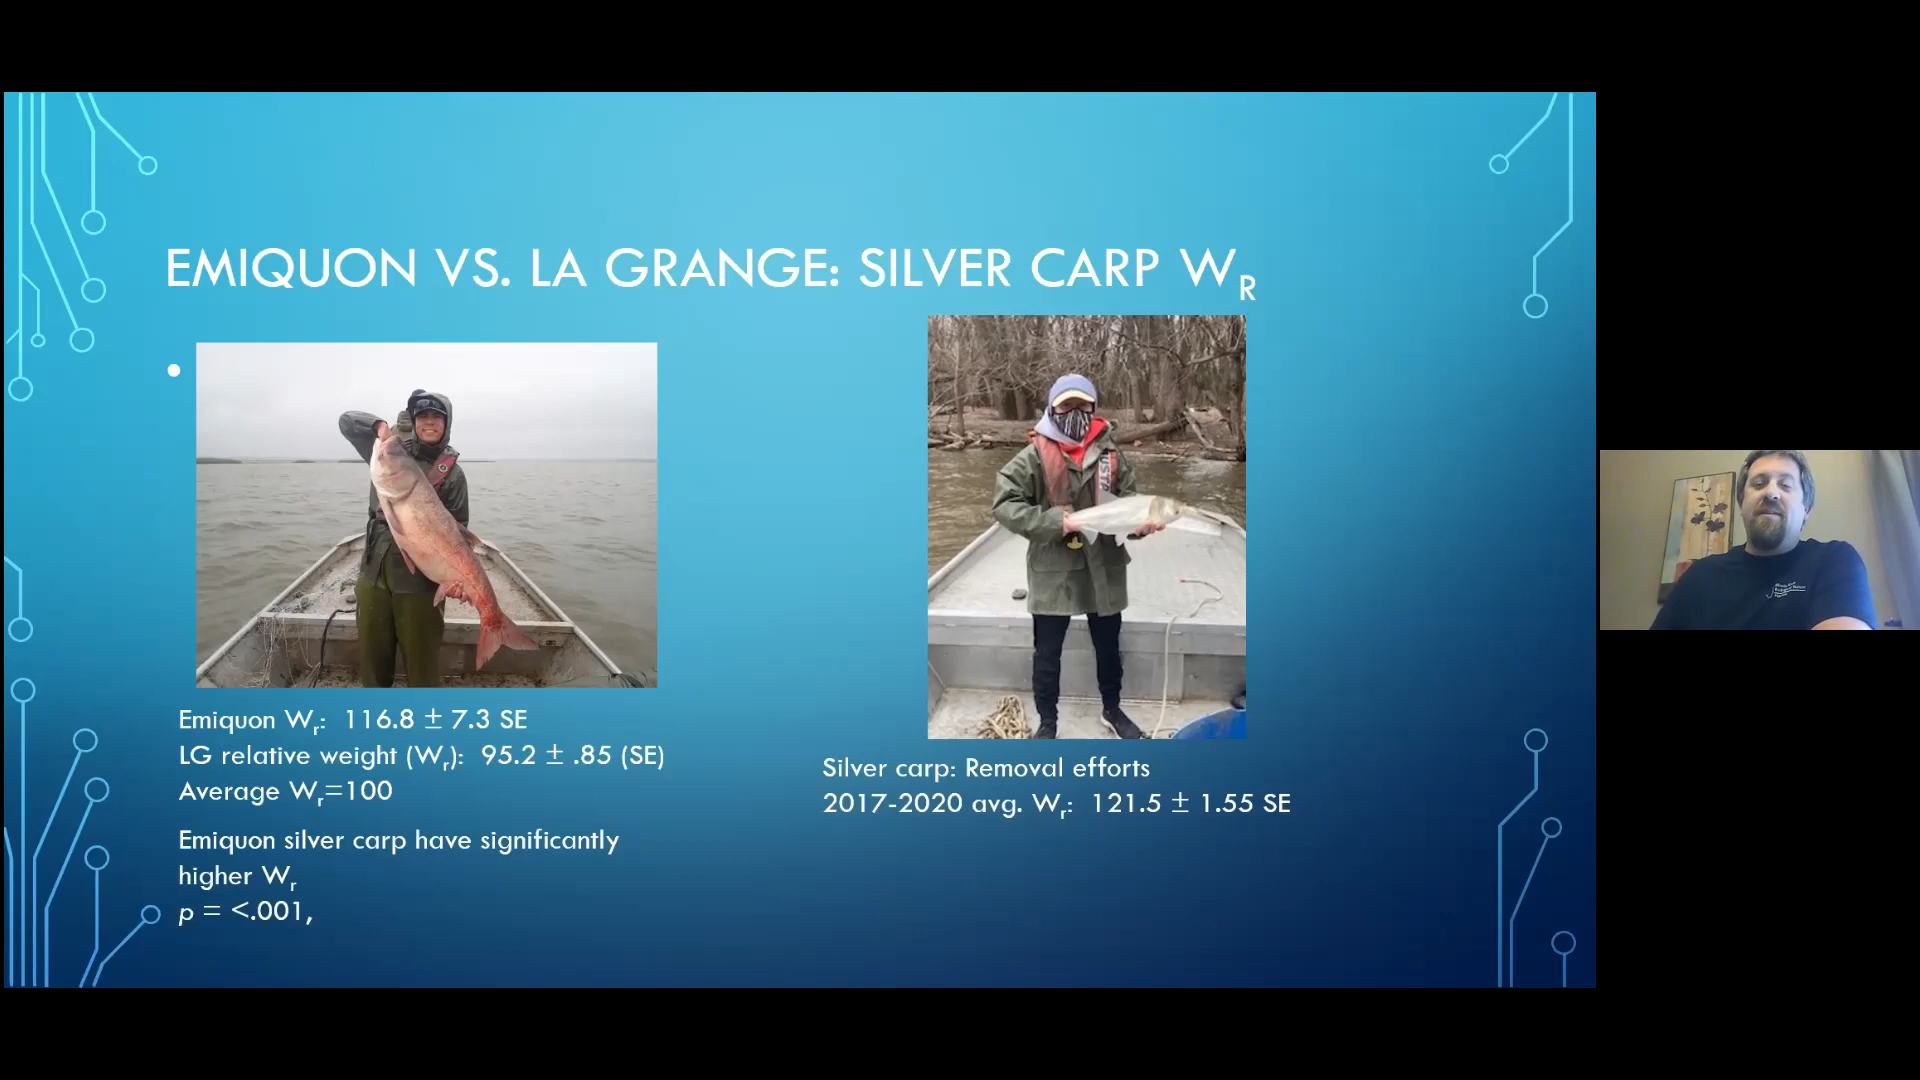 EMIQUON VS. LA GRANGE: SILVER CARP WR
Emiquon Wr: 116.8 ± 7.3 SE
LG relative weight (Wr): 95.2 ± .85 (SE)
Average Wr=100
Emiquon silver carp have significantly
higher Wr
p = <.001,
Silver carp: Removal efforts
2017-2020 avg. Wr: 121.5 ± 1.55 SE